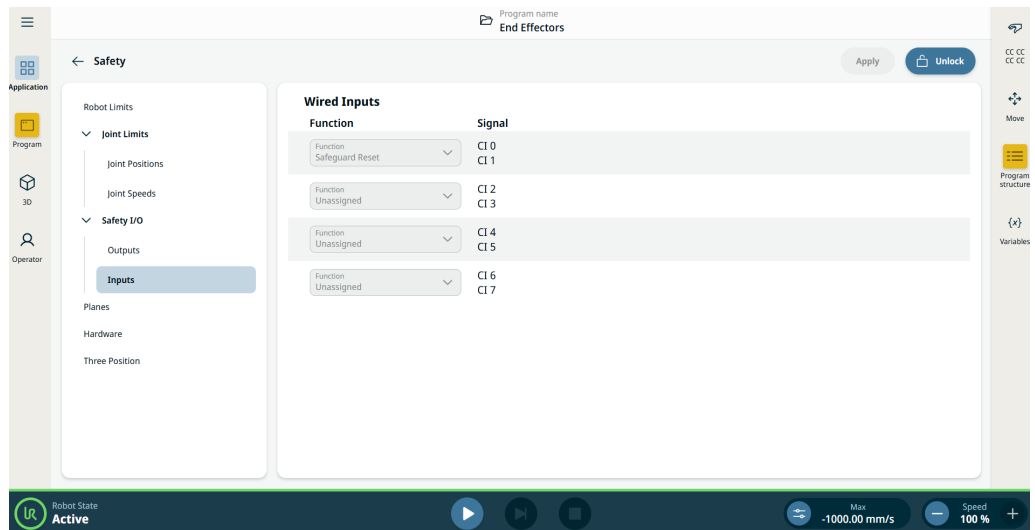 Program name
End Effectors
Application
Program
3D
Operator
Safety
Apply
Unlock
Robot Limits
Joint Limits
Joint Positions
Joint Speeds
Safety I/O
Outputs
Inputs
Planes
Hardware
Three Position
Wired Inputs
Function
Signal
Function
Safeguard Reset
CI 0
CI 1
Function
Unassigned
CI 2
CI 3
Function
Unassigned
CI 4
CI 5
Function
Unassigned
CI 6
CI 7
CC CC
CC CC
Move
Program
structure
{x}
Variables
UR
Robot State
Active
Max
-1000.00 mm/s
Speed
100 %